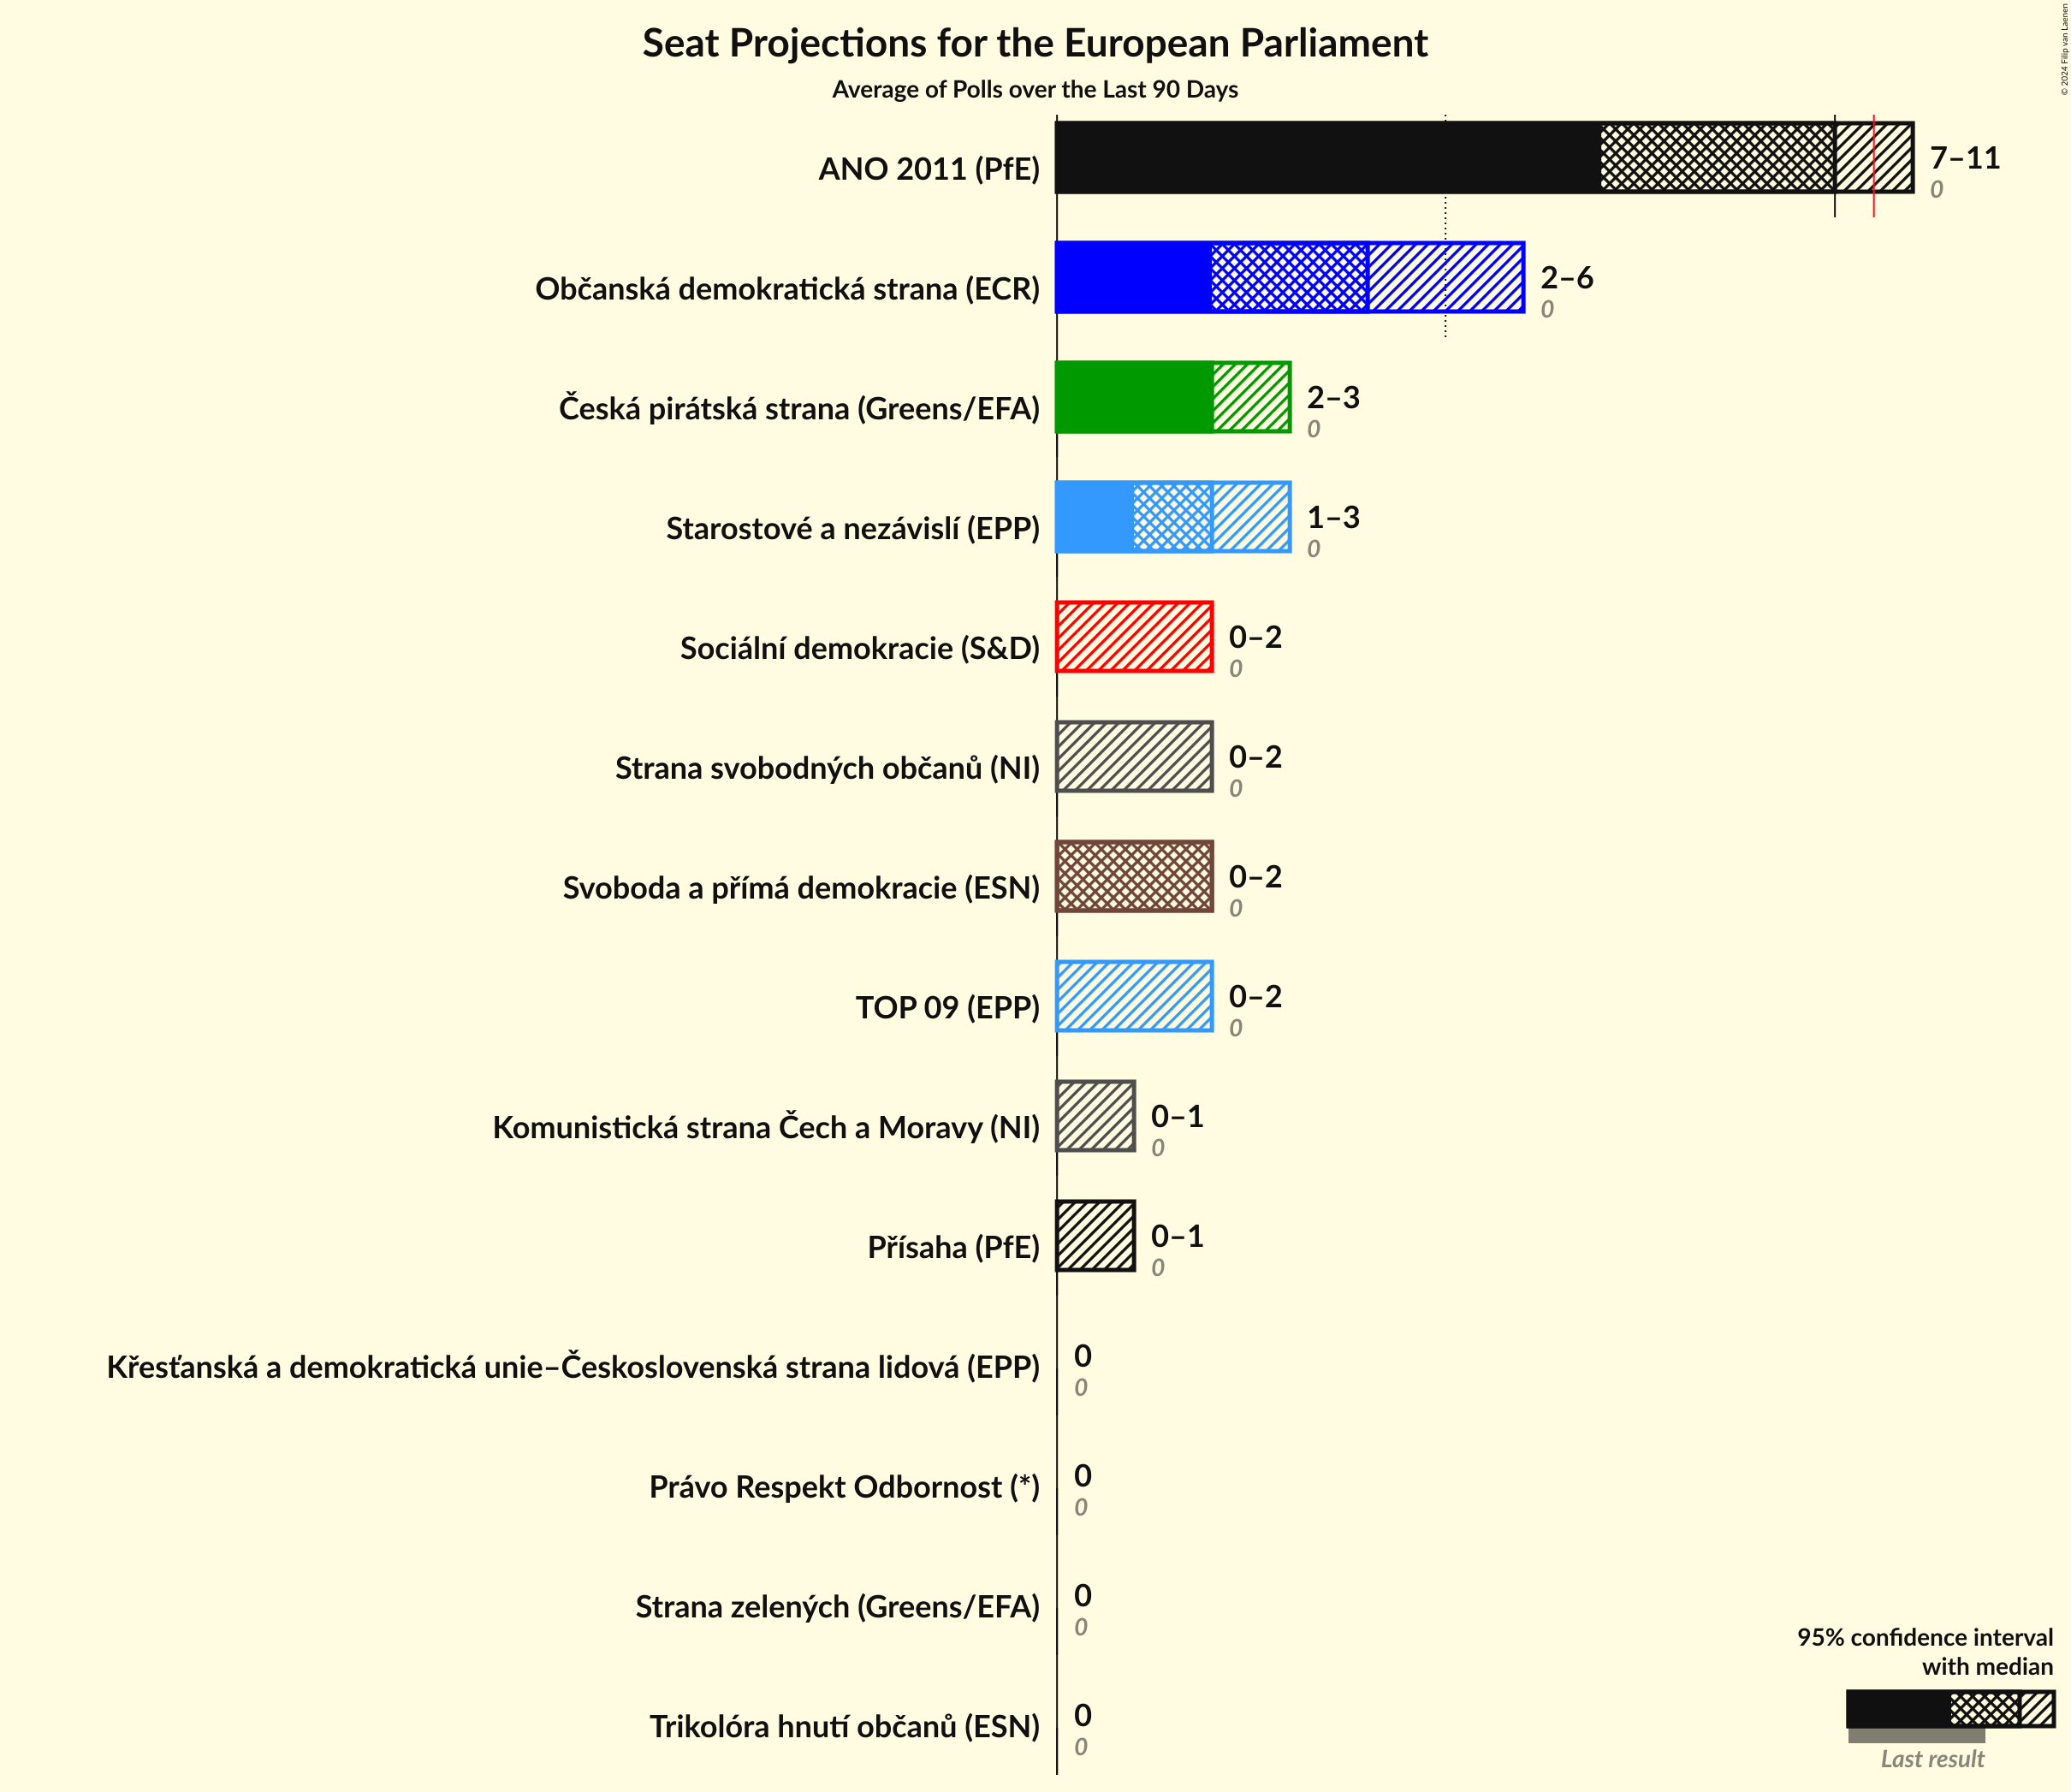 Seat Projections for the European Parliament
Average of Polls over the Last 90 Days
© 2024 Filip van Laenen
ANO 2011 (PfE)
7–11
0
Občanská demokratická strana (ECR)
2–6
0
Česká pirátská strana (Greens/EFA)
2–3
0
Starostové a nezávislí (EPP)
1–3
0
Sociální demokracie (S&D)
0–2
0
Strana svobodných občanů (NI)
0–2
0
Svoboda a přímá demokracie (ESN)
0–2
0
TOP 09 (EPP)
0–2
0
Komunistická strana Čech a Moravy (NI)
0–1
0
Přísaha (PfE)
0–1
0
Křesťanská a demokratická unie–Československá strana lidová (EPP)
0
0
Právo Respekt Odbornost (*)
0
0
Strana zelených (Greens/EFA)
0
0
Trikolóra hnutí občanů (ESN)
0
0
95% confidence interval
with median
Last result